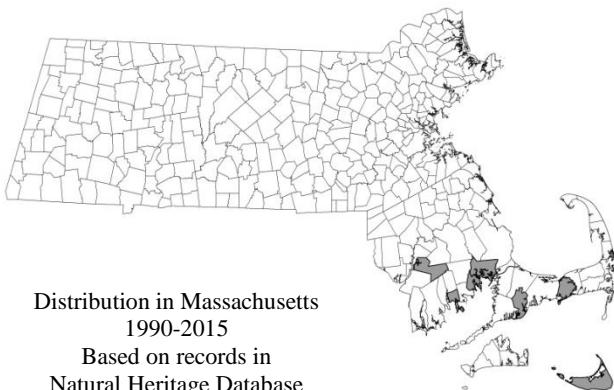 Distribution in Massachusetts
1990-2015
Based on records in
Natural Heritage Database